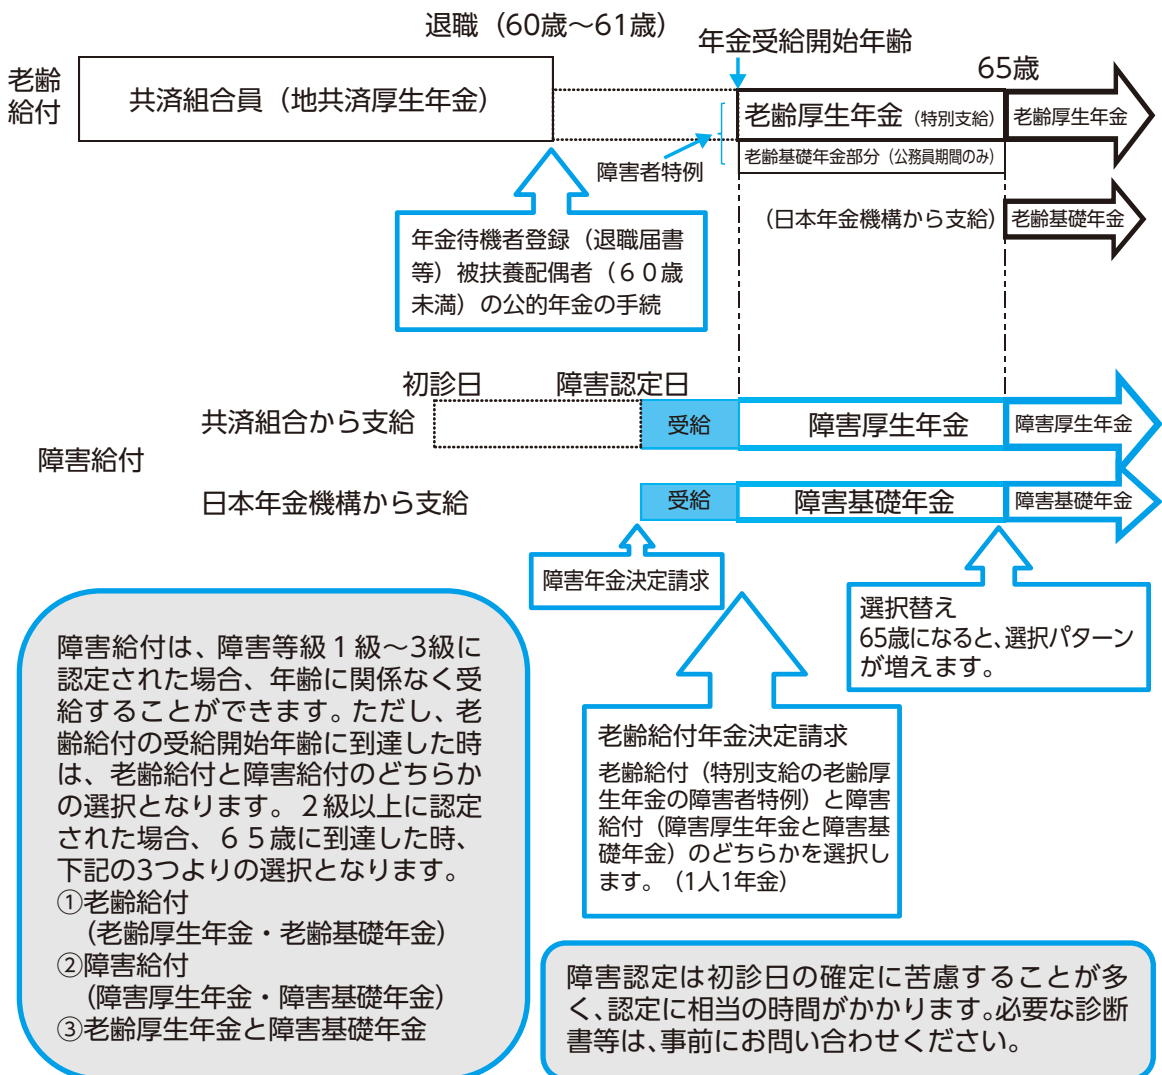 退職（60歳～61歳）
年金受給開始年齢
65歳
老齢
給付
共済組合員（地共済厚生年金）
老齢厚生年金（特別支給）
老齢厚生年金
老齢基礎年金部分（公務員期間のみ）
障害者特例
（日本年金機構から支給）
老齢基礎年金
年金待機者登録（退職届書
等）被扶養配偶者（６０歳
未満）の公的年金の手続
初診日
障害認定日
共済組合から支給
受給
障害厚生年金
障害厚生年金
障害給付
日本年金機構から支給
受給
障害基礎年金
障害基礎年金
障害年金決定請求
選択替え
65歳になると、選択パターン
が増えます。
老齢給付年金決定請求
老齢給付（特別支給の老齢厚
生年金の障害者特例）と障害
給付（障害厚生年金と障害基
礎年金）のどちらかを選択し
ます。（1人1年金）
障害給付は、障害等級１級～3級に
認定された場合、年齢に関係なく受
給することができます。ただし、老
齢給付の受給開始年齢に到達した時
は、老齢給付と障害給付のどちらか
の選択となります。２級以上に認定
された場合、６５歳に到達した時、
下記の3つよりの選択となります。
①老齢給付
（老齢厚生年金・老齢基礎年金）
②障害給付
（障害厚生年金・障害基礎年金）
③老齢厚生年金と障害基礎年金
障害認定は初診日の確定に苦慮することが多
く、認定に相当の時間がかかります。必要な診断
書等は、事前にお問い合わせください。